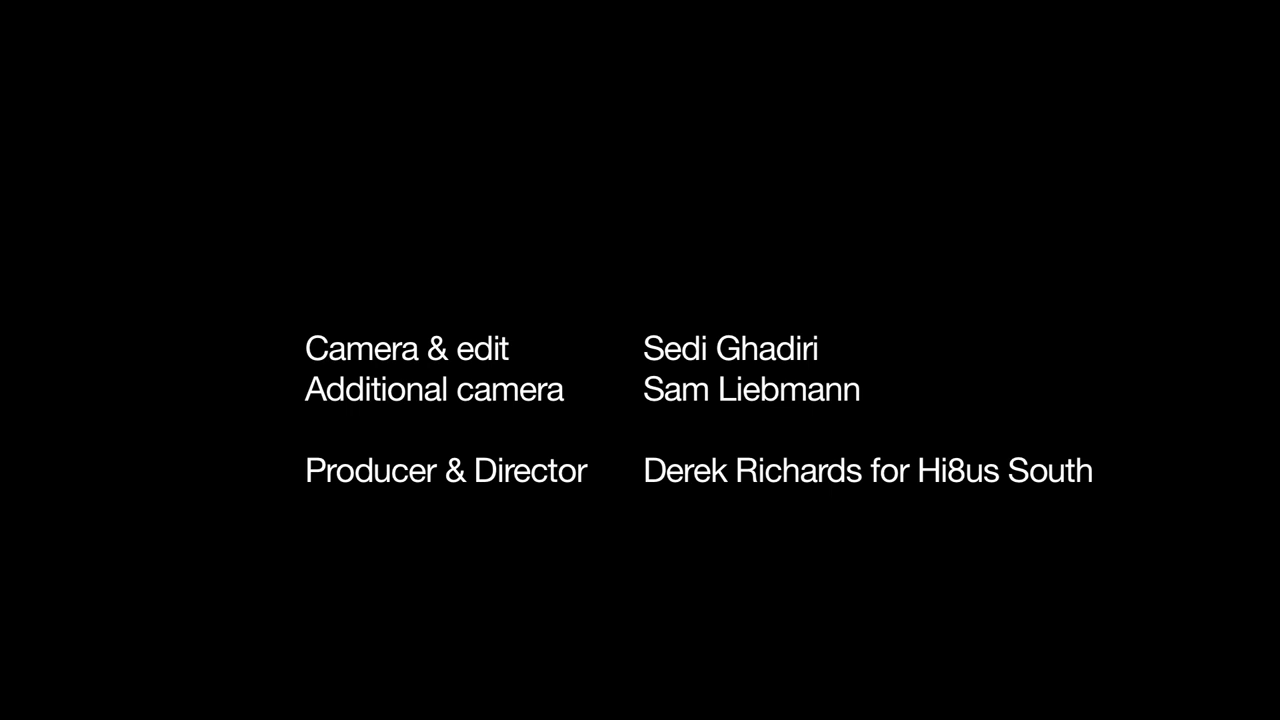 Camera & edit Sedi Ghadiri
Additional camera Sam Liebmann
Producer & Director Derek Richards for Hi8us South